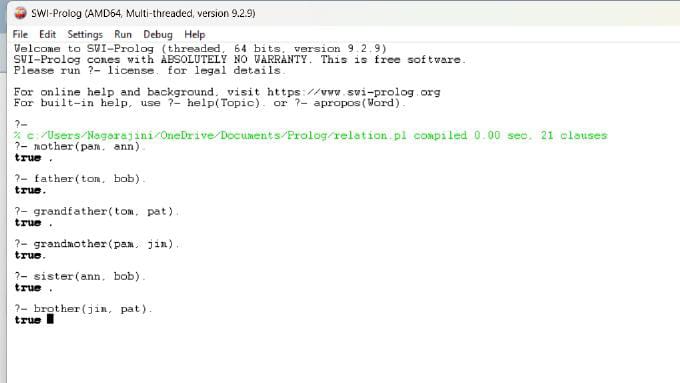 SWI-Prolog (AMD64, Multi-threaded, version 9.2.9)
File Edit Settings Run Debug Help
Welcome to SWI-Prolog (threaded, 64 bits, version 9.2.9)
SWI-Prolog comes with ABSOLUTELY NO WARRANTY. This is free software.
Please run ?- license. for legal details.
For online help and background, visit https://www.swi-prolog.org
For built-in help, use ?- help(Topic). or ?- apropos(Word).
?-
% c:/Users/Nagarajini/OneDrive/Documents/Prolog/relation.pl compiled 0.00 sec, 21 clauses
?- mother(pam, ann).
true .
?- father(tom, bob).
true.
?- grandfather(tom, pat).
true .
?- grandmother(pam, jim).
true.
?- sister(ann, bob).
true .
?- brother(jim, pat).
true